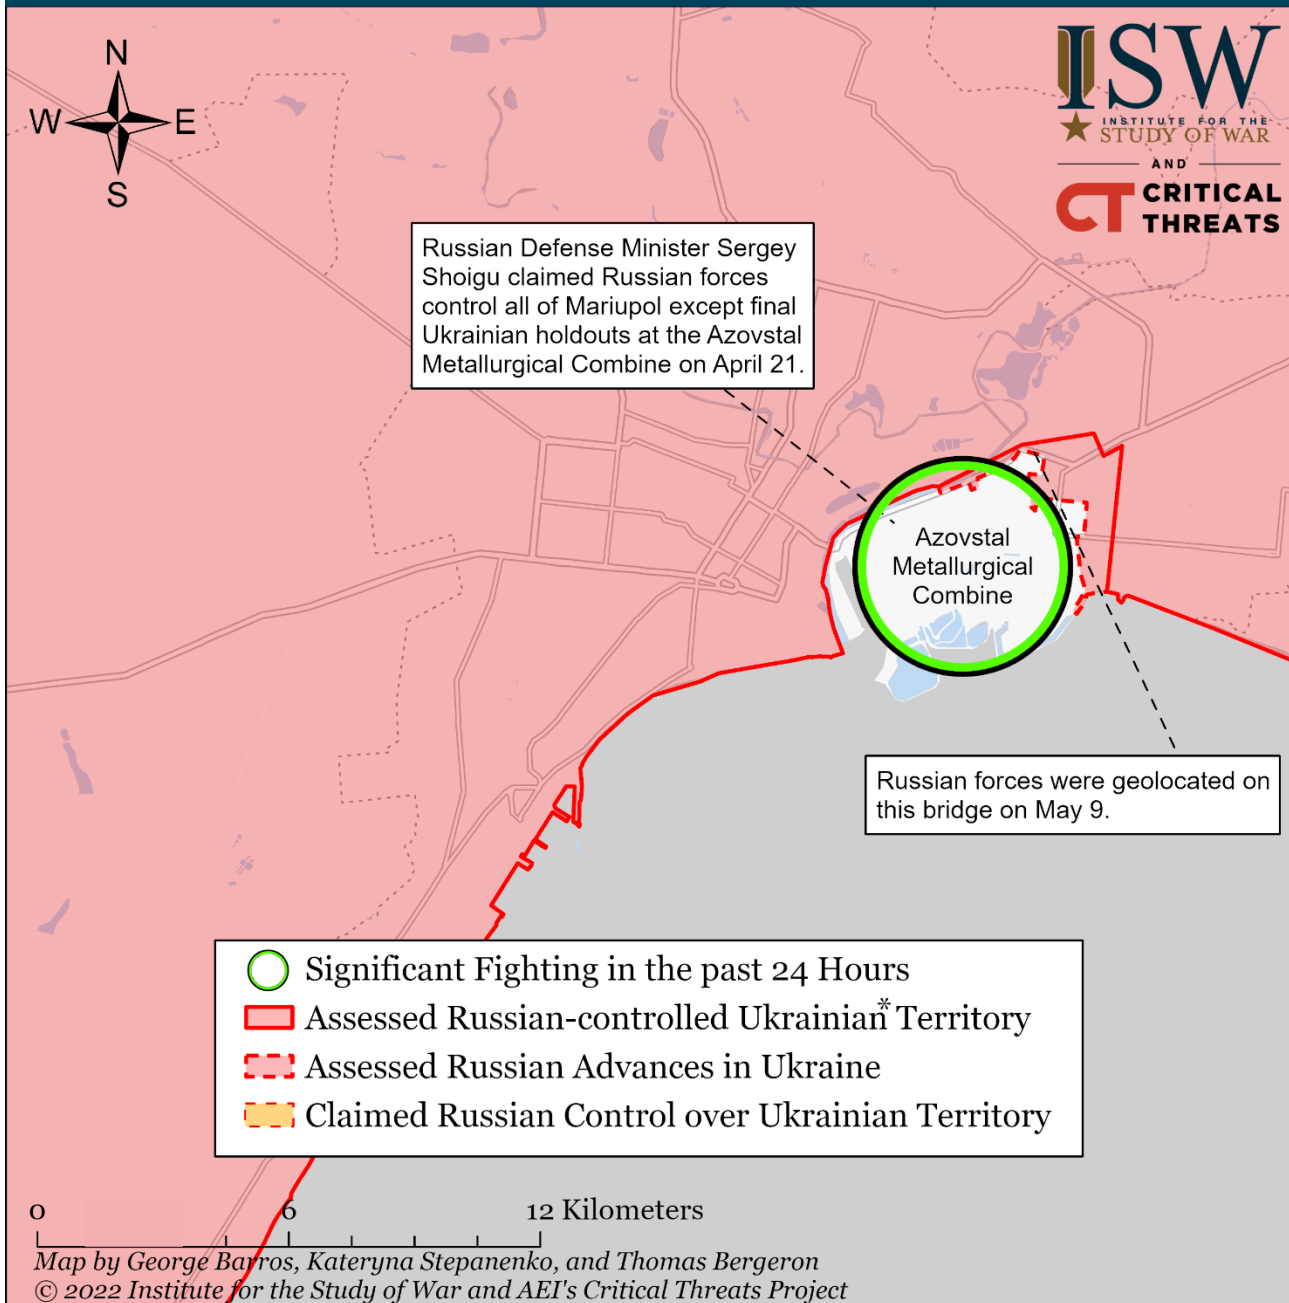 N
W E
S
ISW
INSTITUTE FOR THE
STUDY OF WAR
AND
CT CRITICAL
THREATS
Russian Defense Minister Sergey
Shoigu claimed Russian forces
control all of Mariupol except final
Ukrainian holdouts at the Azovstal
Metallurgical Combine on April 21.
Azovstal
Metallurgical
Combine
Russian forces were geolocated on
this bridge on May 9.
Significant Fighting in the past 24 Hours
Assessed Russian-controlled Ukrainian* Territory
Assessed Russian Advances in Ukraine
Claimed Russian Control over Ukrainian Territory
0 6 12 Kilometers
Map by George Barros, Kateryna Stepanenko, and Thomas Bergeron
© 2022 Institute for the Study of War and AEI's Critical Threats Project